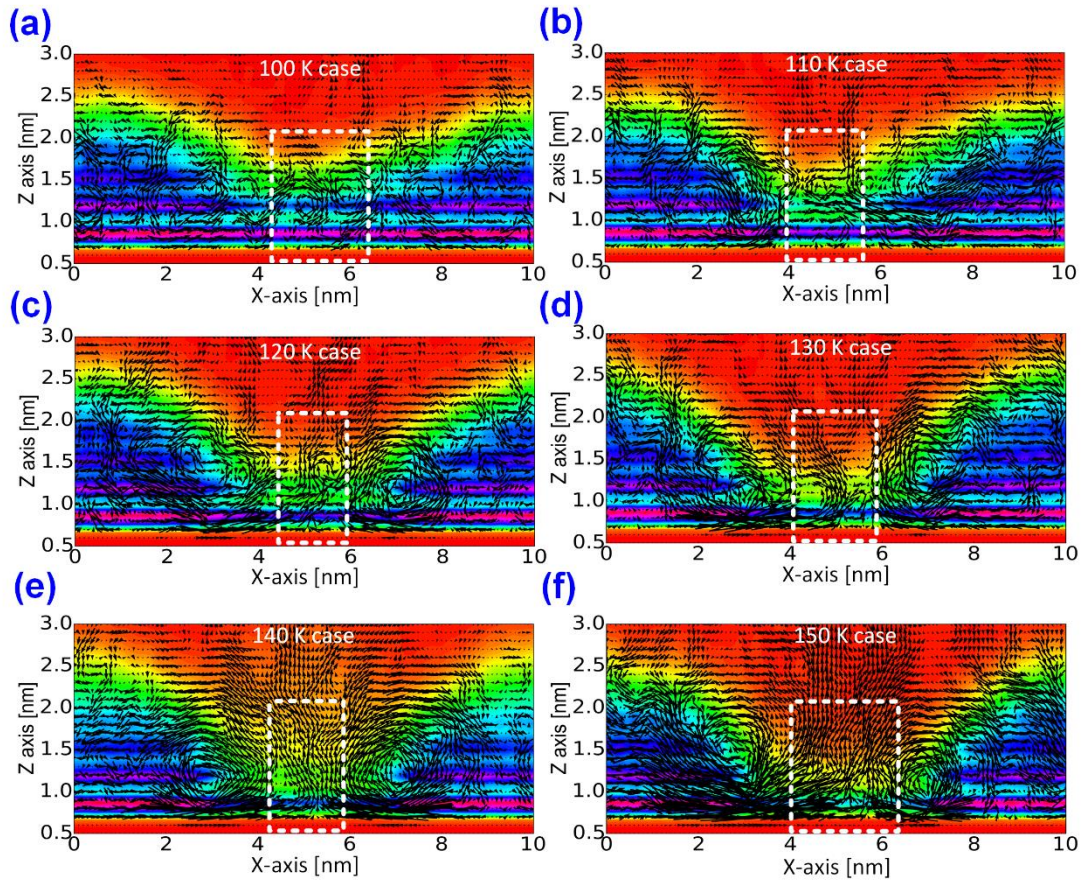 (a)
(b)
3.0
100 K case
2.5
2.0
1.5
1.0
0.5
Z axis [nm]
0 2 4 6 8 10
X-axis [nm]
3.0
110 K case
2.5
2.0
1.5
1.0
0.5
Z axis [nm]
0 2 4 6 8 10
X-axis [nm]
(c)
(d)
3.0
120 K case
2.5
2.0
1.5
1.0
0.5
Z axis [nm]
0 2 4 6 8 10
X-axis [nm]
3.0
130 K case
2.5
2.0
1.5
1.0
0.5
Z axis [nm]
0 2 4 6 8 10
X-axis [nm]
(e)
(f)
3.0
140 K case
2.5
2.0
1.5
1.0
0.5
Z axis [nm]
0 2 4 6 8 10
X-axis [nm]
3.0
150 K case
2.5
2.0
1.5
1.0
0.5
Z axis [nm]
0 2 4 6 8 10
X-axis [nm]